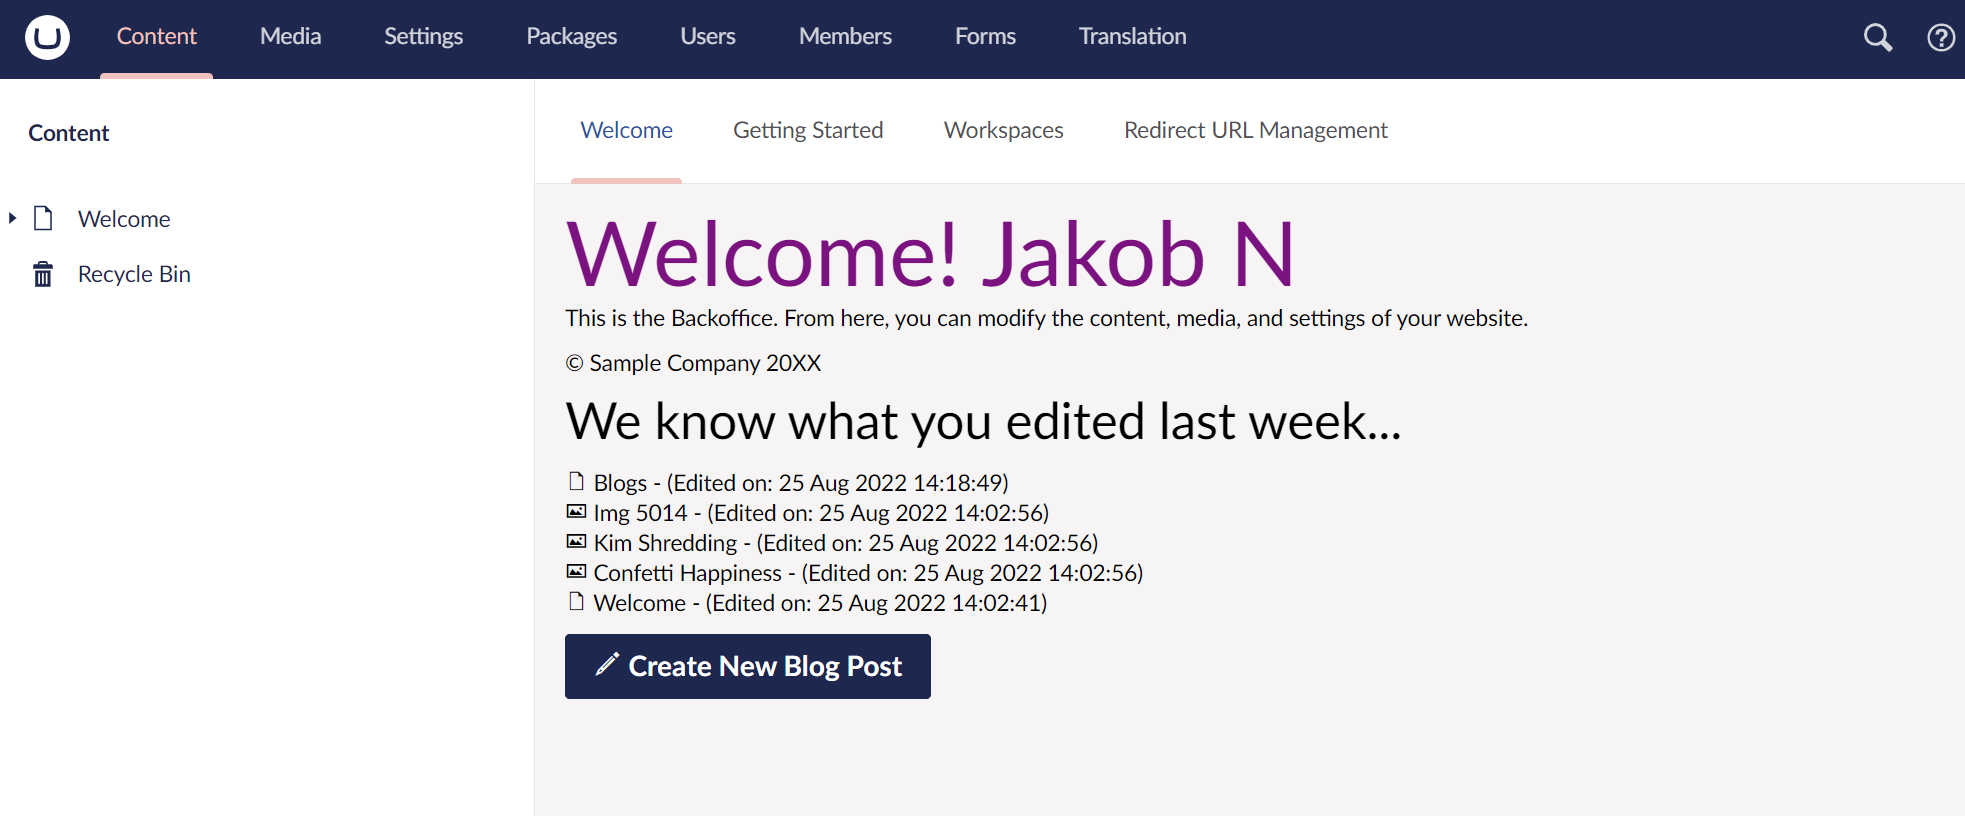 Content Media Settings Packages Users Members Forms Translation
Content
Welcome
Recycle Bin
Welcome Getting Started Workspaces Redirect URL Management
Welcome! Jakob N
This is the Backoffice. From here, you can modify the content, media, and settings of your website.
© Sample Company 20XX
We know what you edited last week...
Blogs - (Edited on: 25 Aug 2022 14:18:49)
Img 5014 - (Edited on: 25 Aug 2022 14:02:56)
Kim Shredding - (Edited on: 25 Aug 2022 14:02:56)
Confetti Happiness - (Edited on: 25 Aug 2022 14:02:56)
Welcome - (Edited on: 25 Aug 2022 14:02:41)
Create New Blog Post